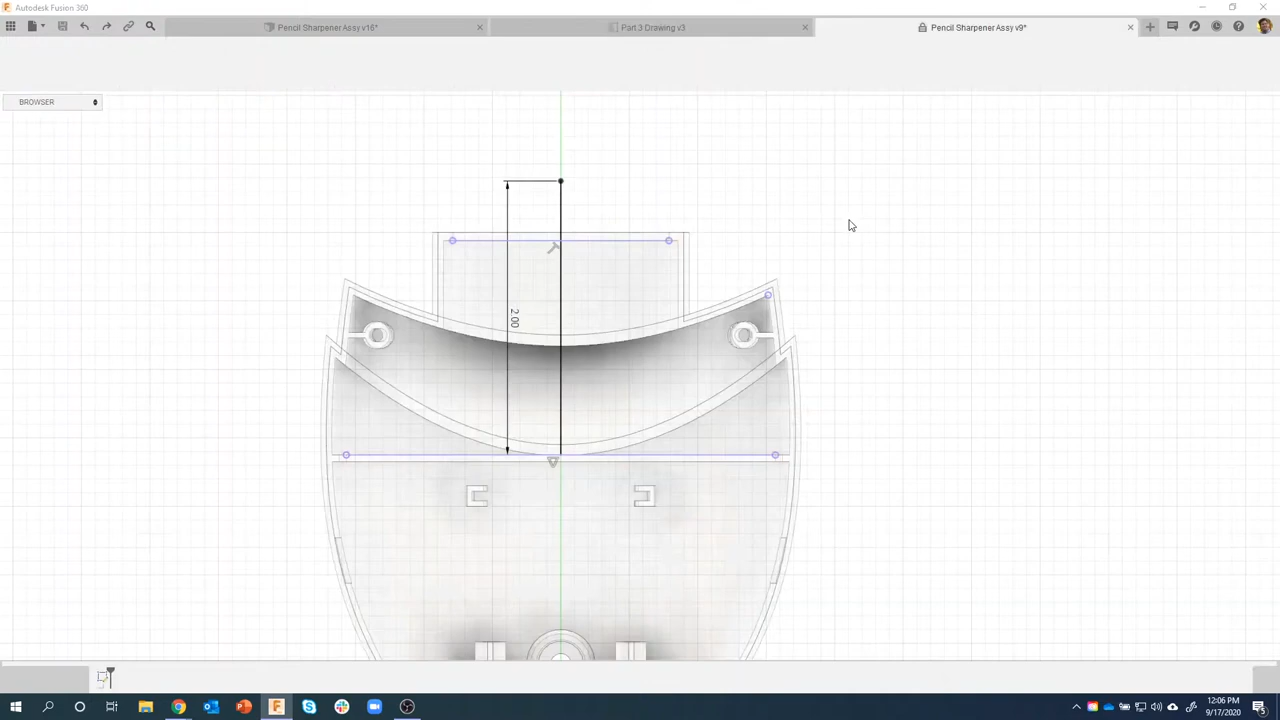 Autodesk Fusion 360
Pencil Sharpener Assy v16*
Part 3 Drawing v3
Pencil Sharpener Assy v9*
BROWSER
2.00
12:06 PM
9/17/2020